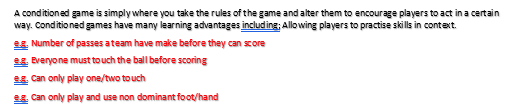 A conditioned game is simply where you take the rules of the game and alter them to encourage players to act in a certain
way. Conditioned games have many learning advantages including; Allowing players to practise skills in context.
e.g. Number of passes a team have make before they can score
e.g. Everyone must touch the ball before scoring
e.g. Can only play one/two touch
e.g. Can only play and use non dominant foot/hand